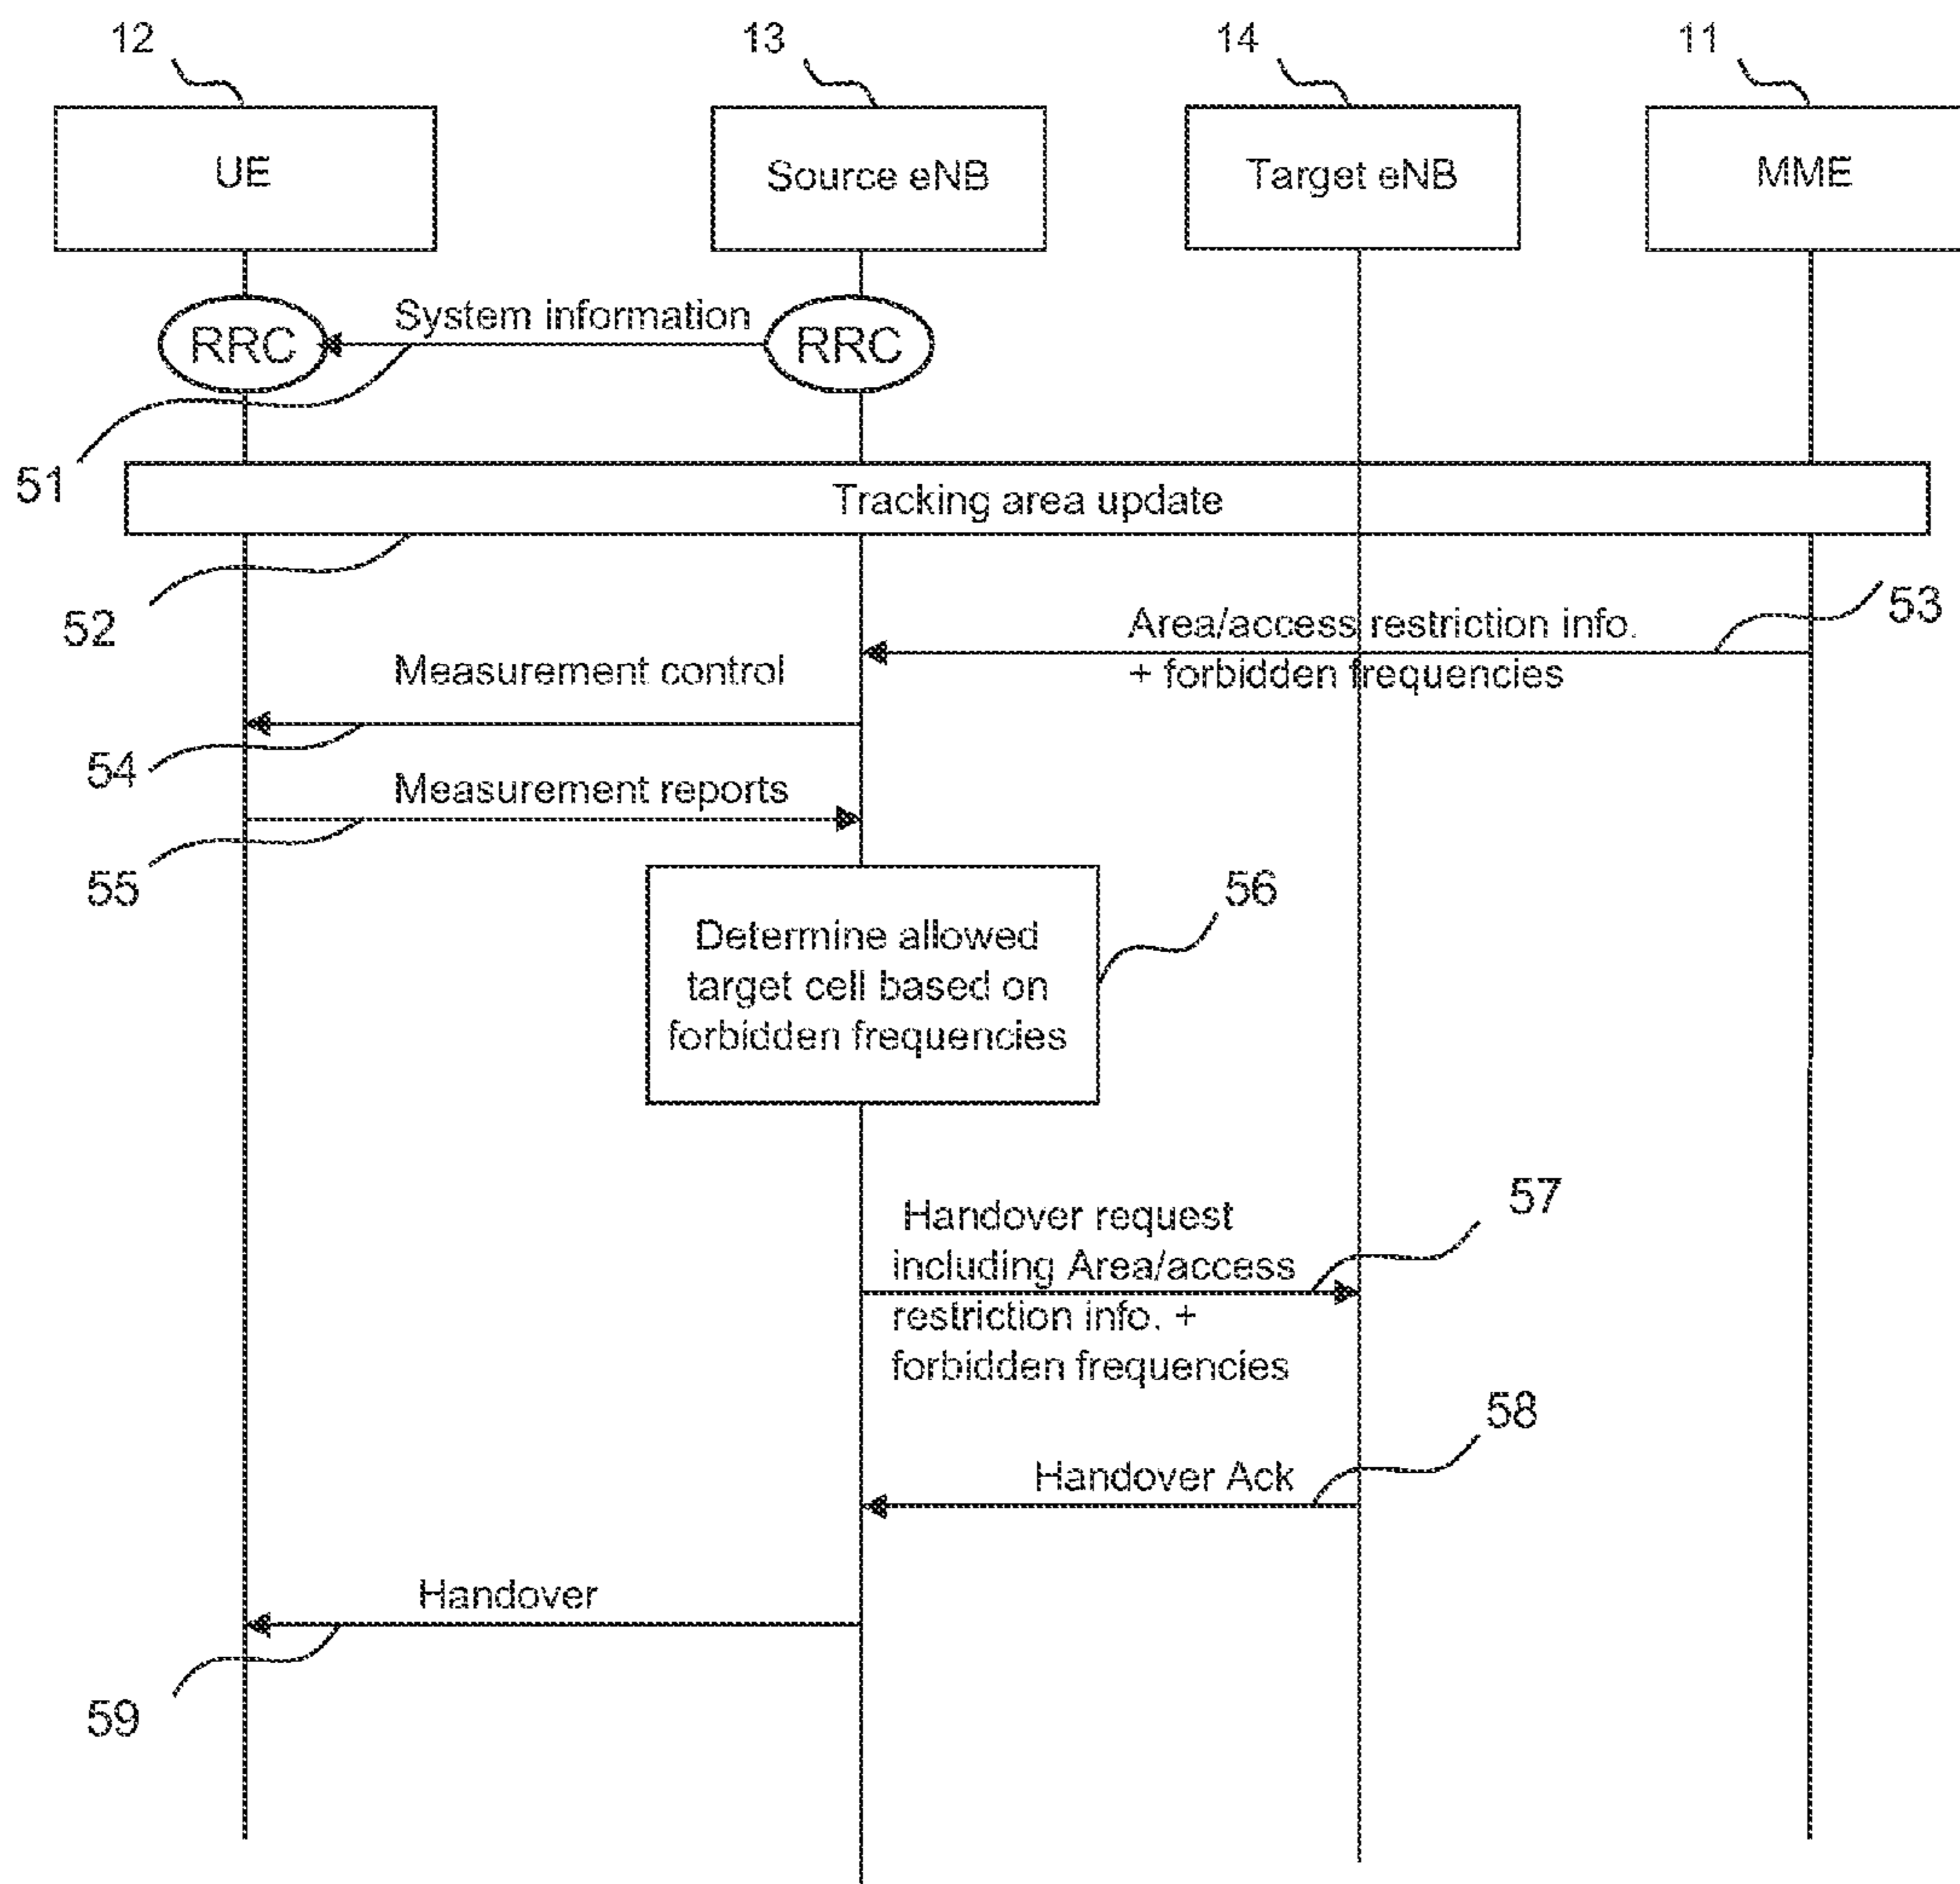 12
13
14
11
UE
Source eNB
Target eNB
MME
System information
RRC
RRC
51
Tracking area update
52
53
Area/access restriction info.
+ forbidden frequencies
Measurement control
54
Measurement reports
55
56
Determine allowed
target cell based on
forbidden frequencies
57
Handover request
including Area/access
restriction info. +
forbidden frequencies
58
Handover Ack
Handover
59